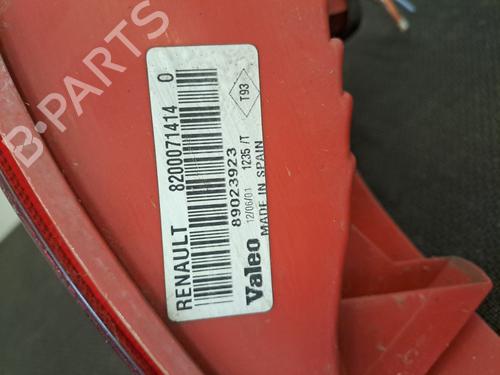 B-PARTS
RENAULT 8200071414 0
89023923
12/06/01 1235 /T
Valeo MADE IN SPAIN
T93